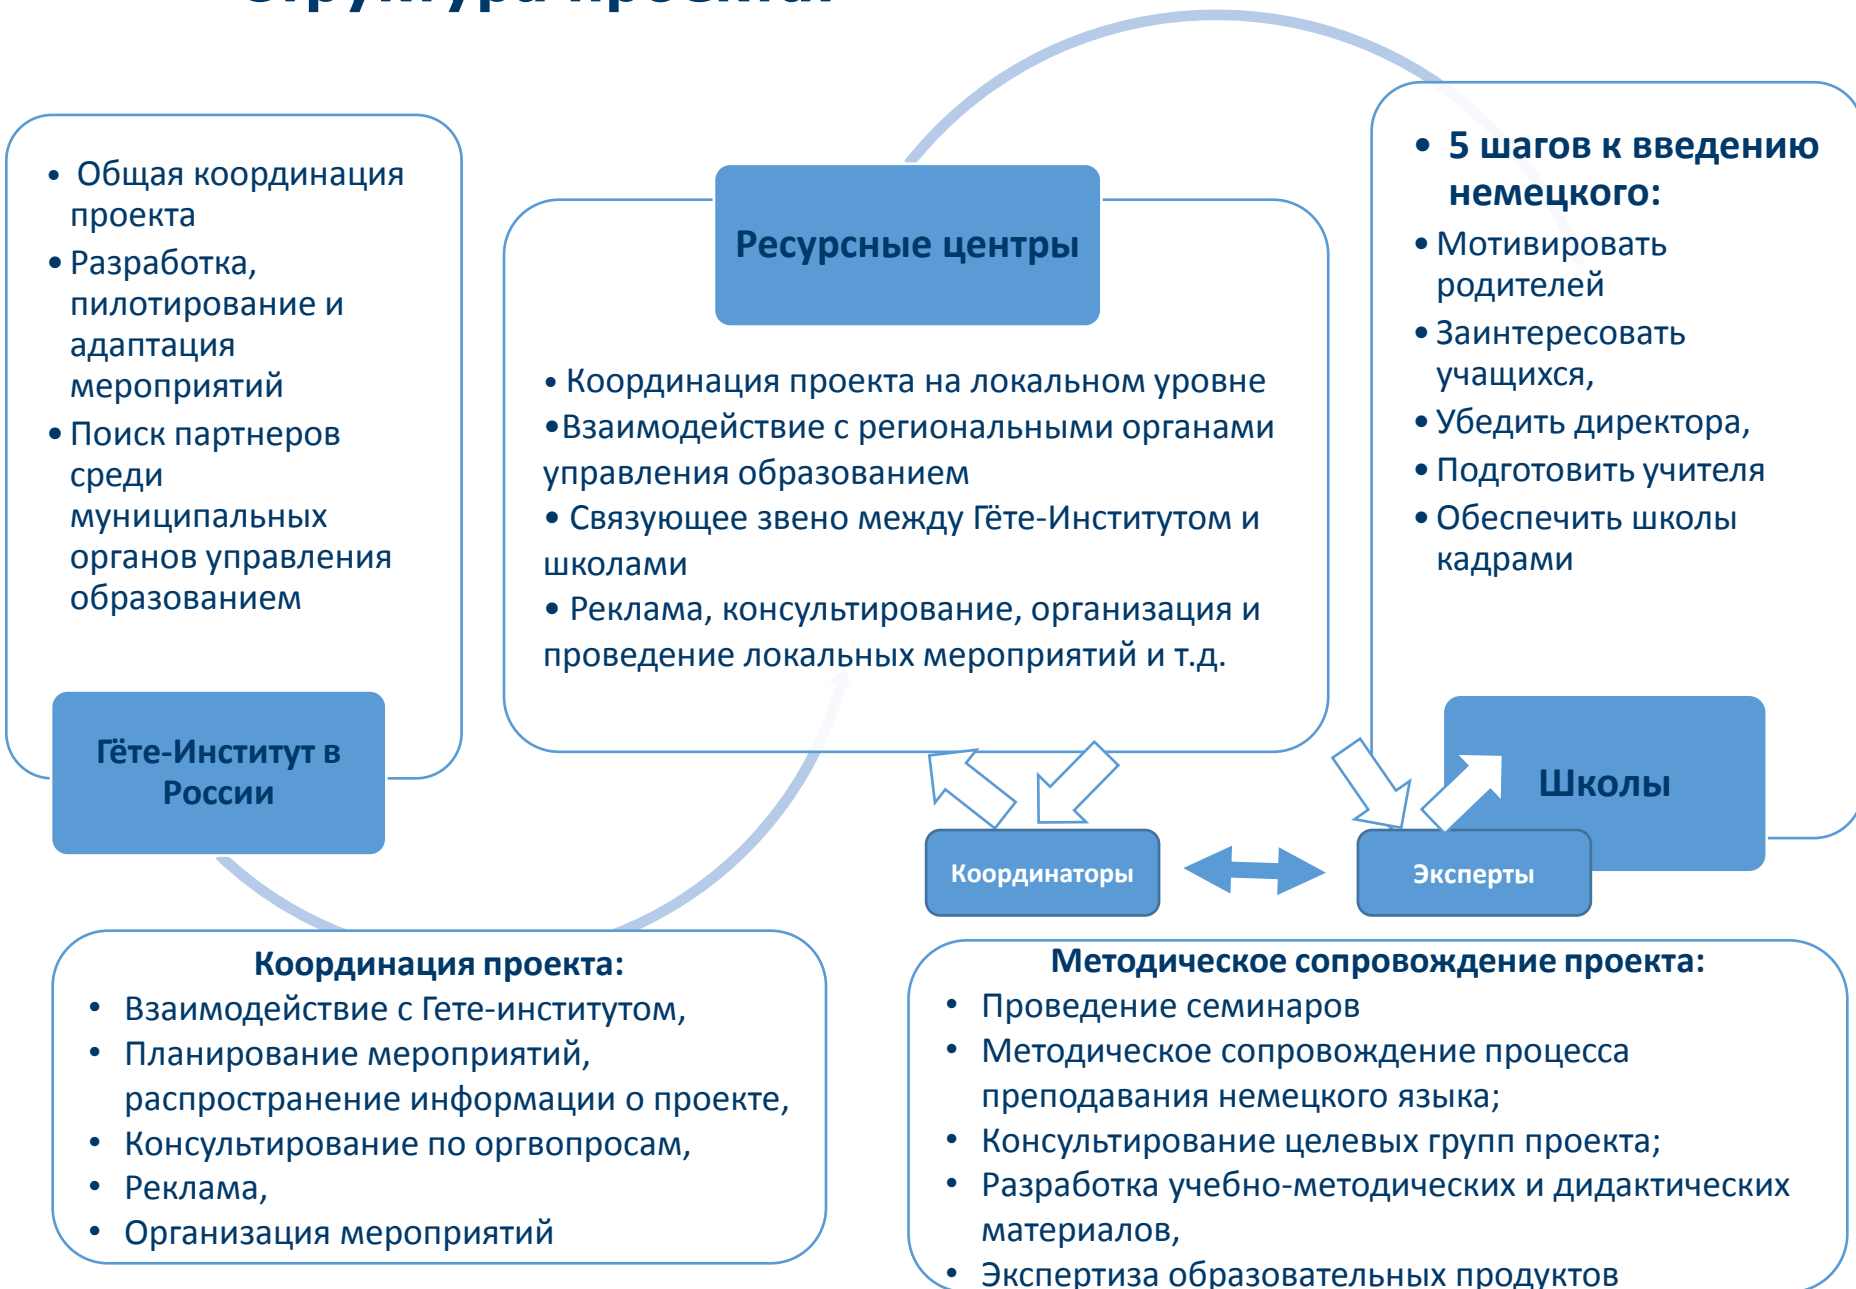 Структура проекта:
• Общая координация
проекта
• Разработка,
пилотирование и
адаптация
мероприятий
• Поиск партнеров
среди
муниципальных
органов управления
образованием
Гёте-Институт в
России
Ресурсные центры
• Координация проекта на локальном уровне
•Взаимодействие с региональными органами
управления образованием
• Связующее звено между Гёте-Институтом и
школами
• Реклама, консультирование, организация и
проведение локальных мероприятий и т.д.
• 5 шагов к введению
немецкого:
• Мотивировать
родителей
• Заинтересовать
учащихся,
• Убедить директора,
• Подготовить учителя
• Обеспечить школы
кадрами
Школы
Координаторы
Эксперты
Координация проекта:
• Взаимодействие с Гете-институтом,
• Планирование мероприятий,
распространение информации о проекте,
• Консультирование по оргвопросам,
• Реклама,
• Организация мероприятий
Методическое сопровождение проекта:
• Проведение семинаров
• Методическое сопровождение процесса
преподавания немецкого языка;
• Консультирование целевых групп проекта;
• Разработка учебно-методических и дидактических
материалов,
• Экспертиза образовательных продуктов